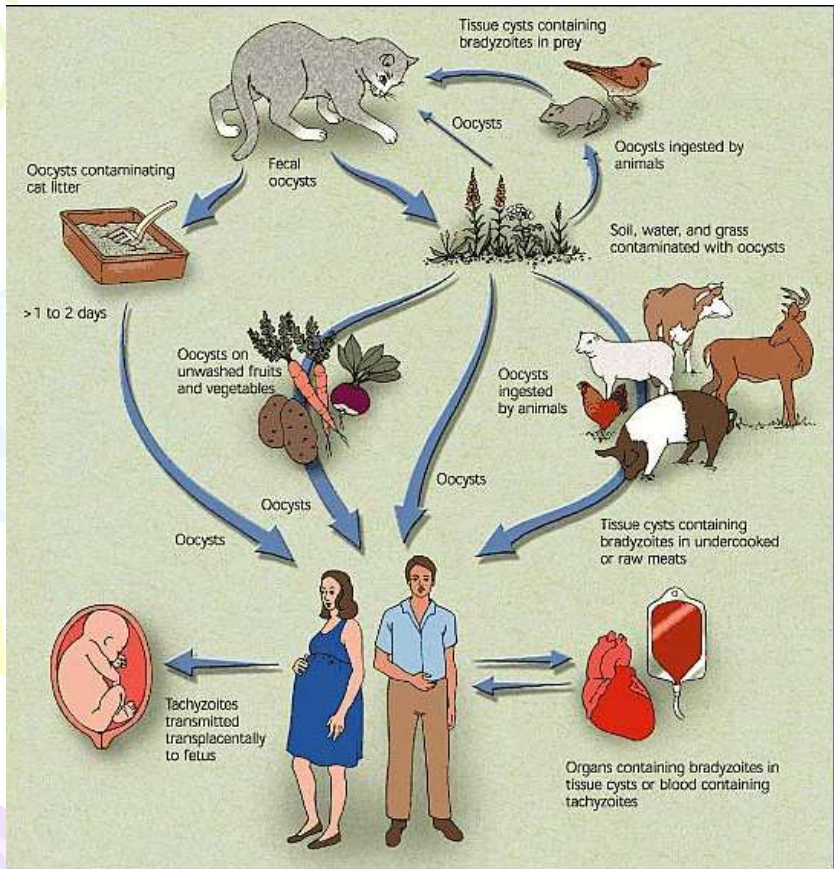 Tissue cysts containing
bradyzoites in prey
Oocysts
Oocysts ingested by
animals
Oocysts contaminating
cat litter
Fecal
oocysts
Soil, water, and grass
contaminated with oocysts
>1 to 2 days
Oocysts on
unwashed fruits
and vegetables
Oocysts
ingested
by animals
Oocysts
Oocysts
Oocysts
Tissue cysts containing
bradyzoites in undercooked
or raw meats
Tachyzoites
transmitted
transplacentally
to fetus
Organs containing bradyzoites in
tissue cysts or blood containing
tachyzoites